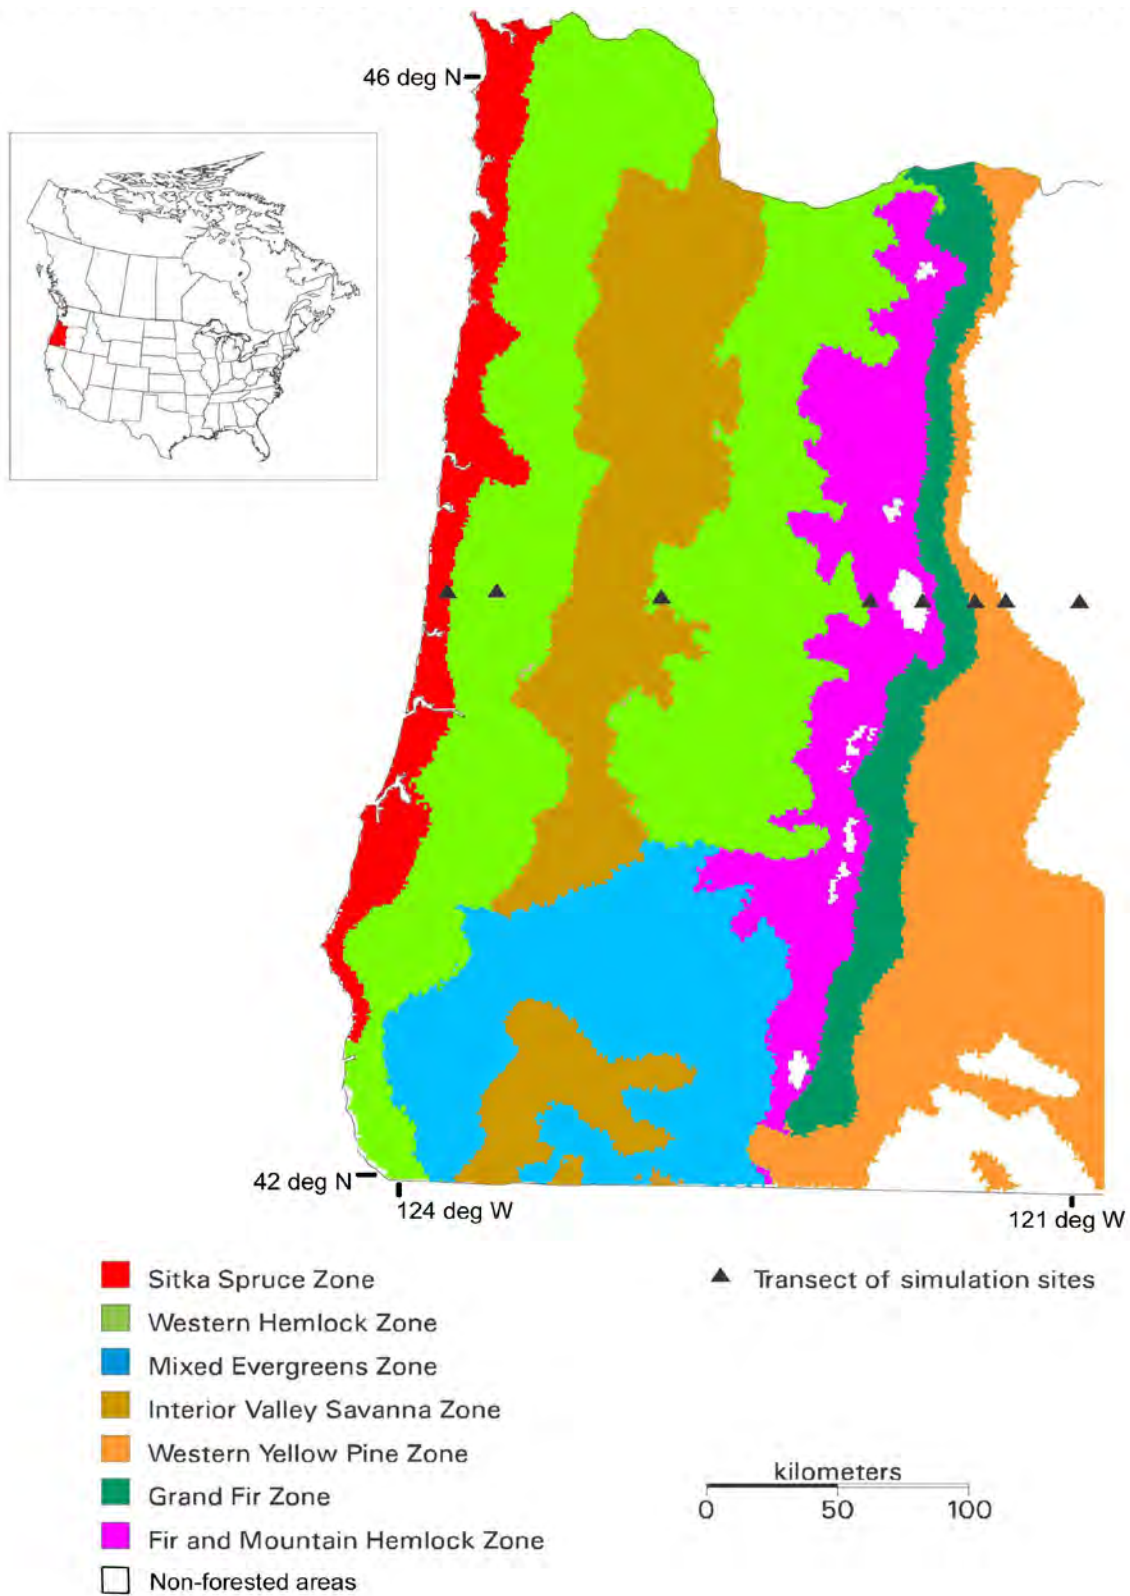 46 deg N
42 deg N
124 deg W
121 deg W
Sitka Spruce Zone
Western Hemlock Zone
Mixed Evergreens Zone
Interior Valley Savanna Zone
Western Yellow Pine Zone
Grand Fir Zone
Fir and Mountain Hemlock Zone
Non-forested areas
Transect of simulation sites
kilometers
0 50 100